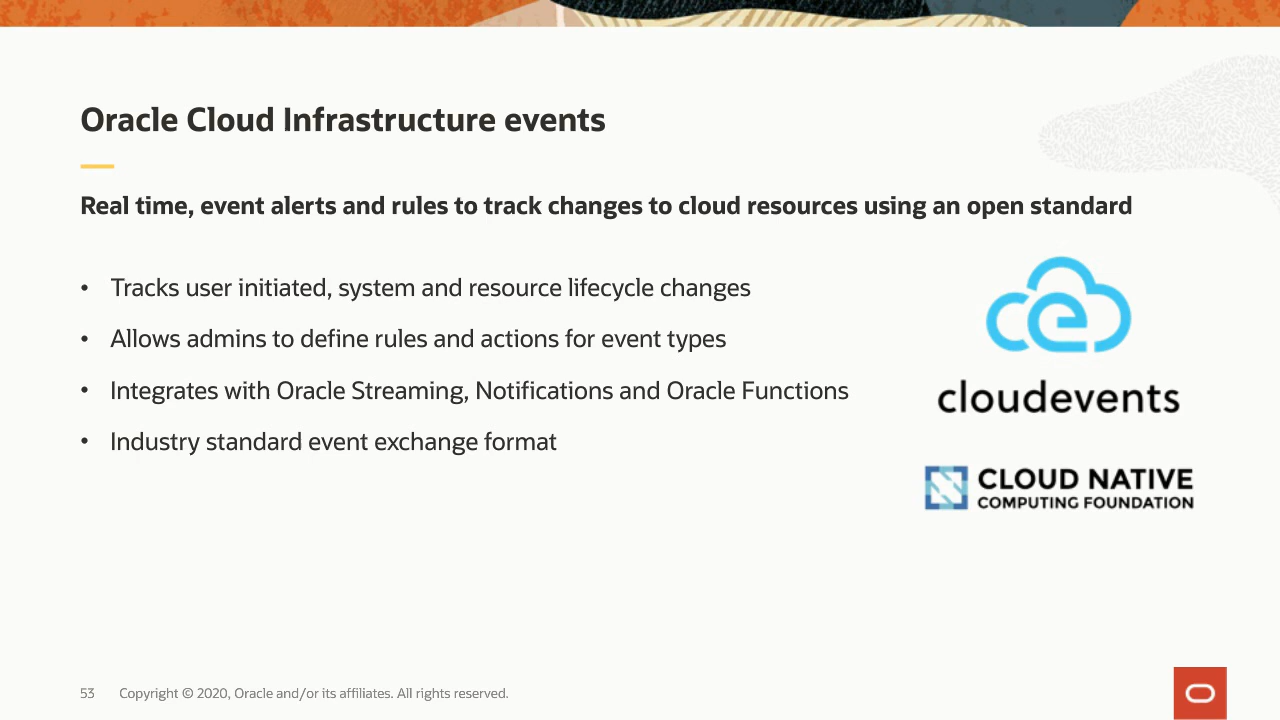 Oracle Cloud Infrastructure events
Real time, event alerts and rules to track changes to cloud resources using an open standard
• Tracks user initiated, system and resource lifecycle changes
• Allows admins to define rules and actions for event types
• Integrates with Oracle Streaming, Notifications and Oracle Functions
• Industry standard event exchange format
cloudevents
CLOUD NATIVE
COMPUTING FOUNDATION
53 Copyright © 2020, Oracle and/or its affiliates. All rights reserved.